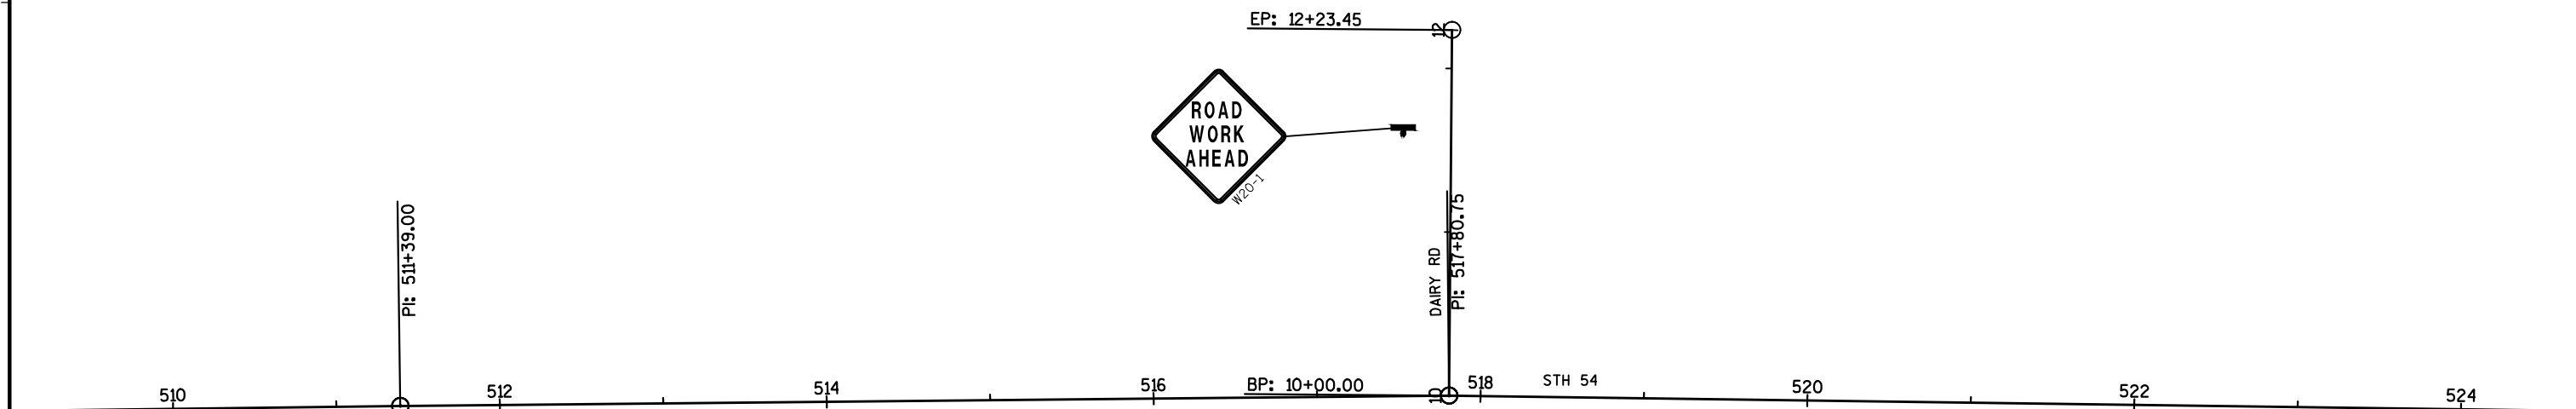 EP: 12+23.45
12
ROAD
WORK
AHEAD
W20-1
PI: 511+39.00
DAIRY RD
PI: 517+80.75
510
512
514
516
BP: 10+00.00
10
518
STH 54
520
522
524